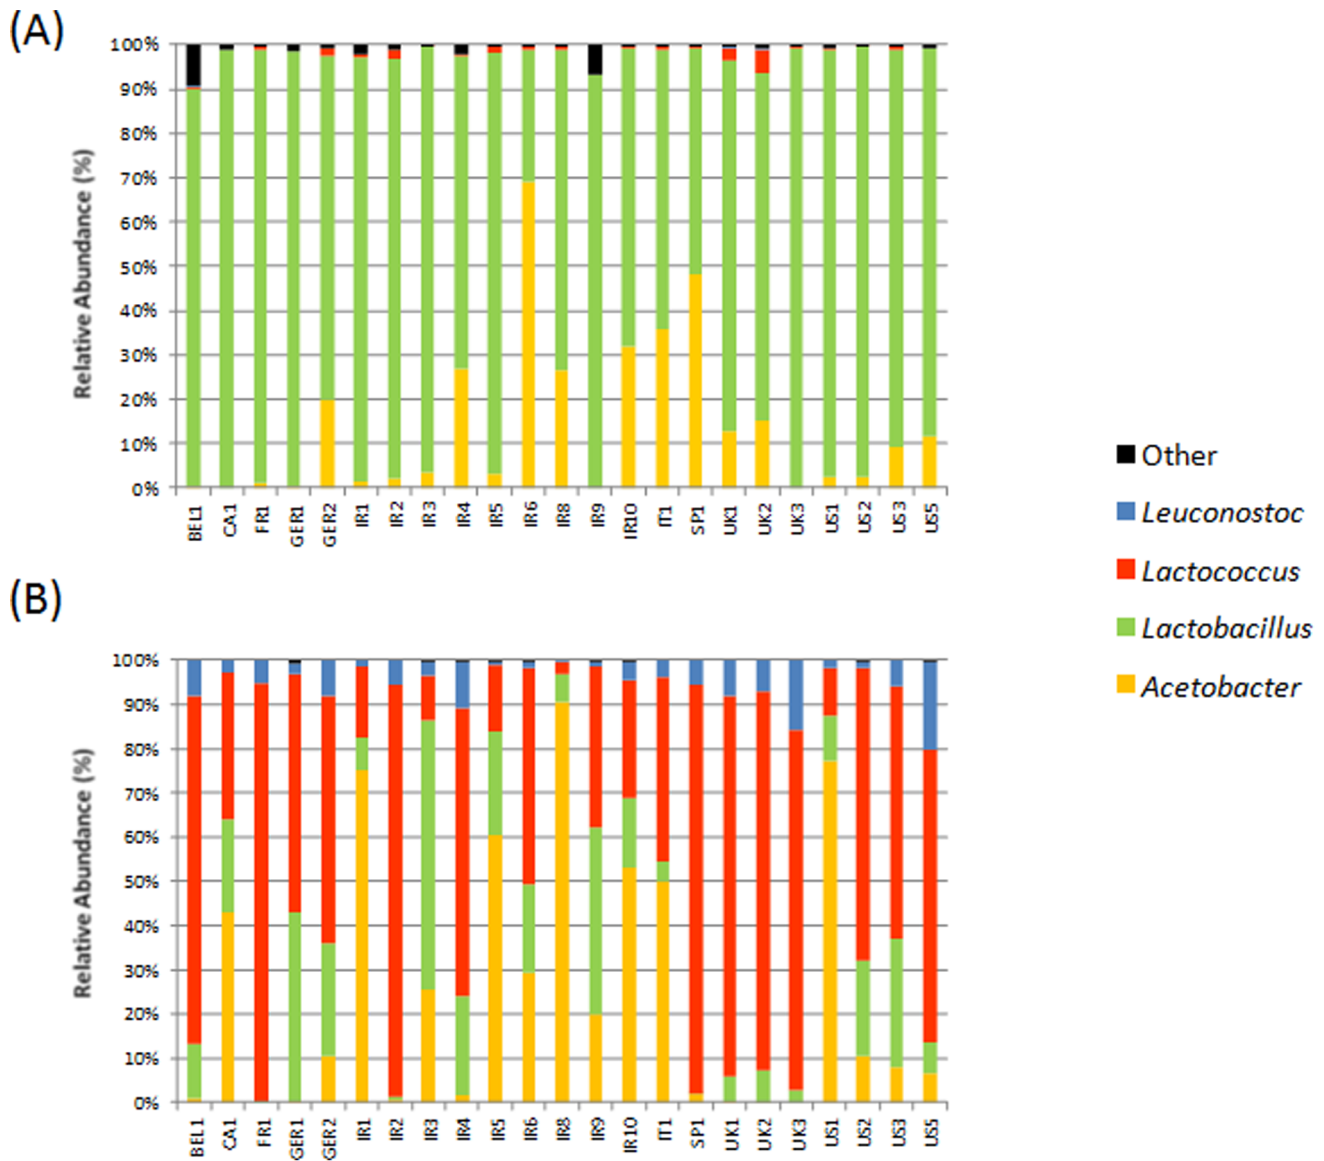 (A)
Relative Abundance (%)
100%
90%
80%
70%
60%
50%
40%
30%
20%
10%
0%
BEL1 CA1 FR1 GER1 GER2 IR1 IR2 IR3 IR4 IR5 IR6 IR8 IR9 IR10 IT1 SP1 UK1 UK2 UK3 US1 US2 US3 US5
(B)
Relative Abundance (%)
100%
90%
80%
70%
60%
50%
40%
30%
20%
10%
0%
BEL1 CA1 FR1 GER1 GER2 IR1 IR2 IR3 IR4 IR5 IR6 IR8 IR9 IR10 IT1 SP1 UK1 UK2 UK3 US1 US2 US3 US5
Other
Leuconostoc
Lactococcus
Lactobacillus
Acetobacter